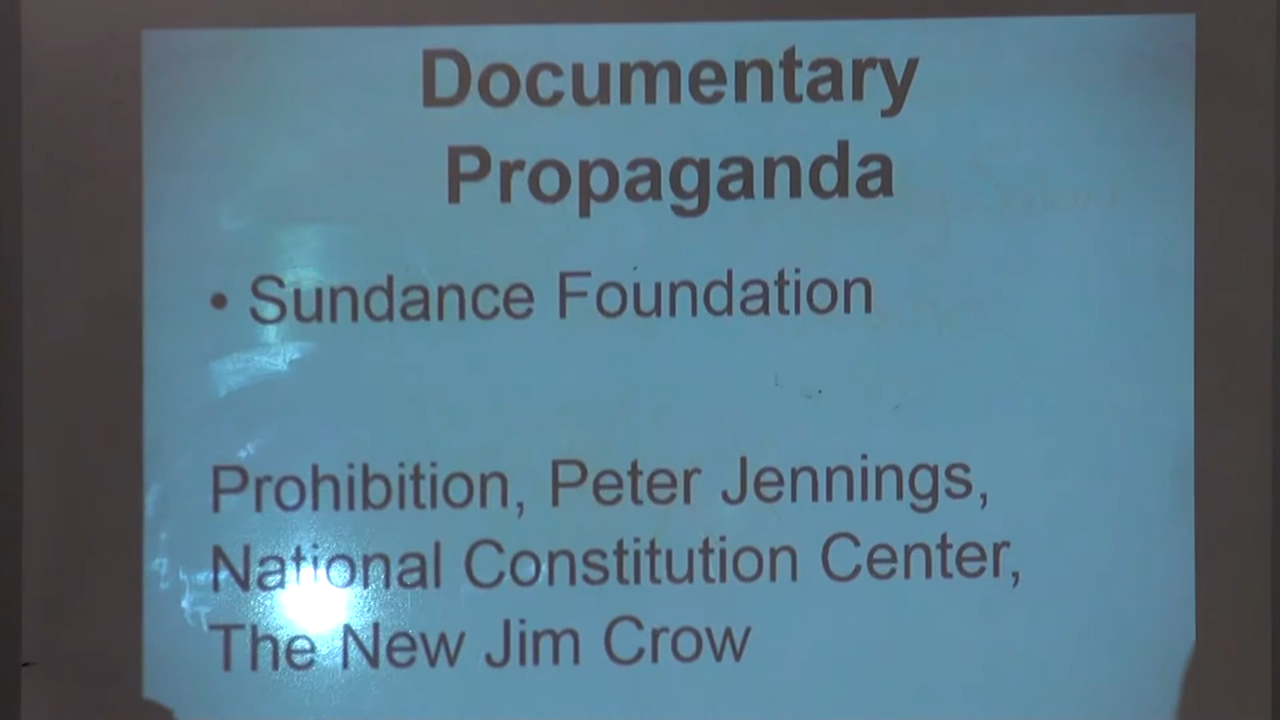 Documentary
Propaganda
• Sundance Foundation
Prohibition, Peter Jennings,
National Constitution Center,
The New Jim Crow